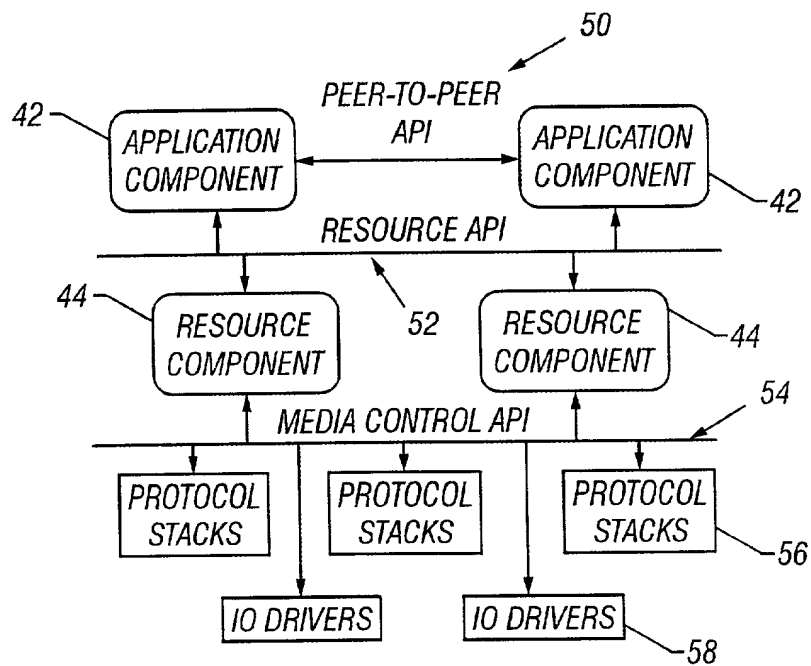 50
PEER-TO-PEER
API
42
APPLICATION
COMPONENT
APPLICATION
COMPONENT
42
RESOURCE API
52
44
RESOURCE
COMPONENT
RESOURCE
COMPONENT
44
54
MEDIA CONTROL API
PROTOCOL
STACKS
PROTOCOL
STACKS
PROTOCOL
STACKS
56
IO DRIVERS
IO DRIVERS
58